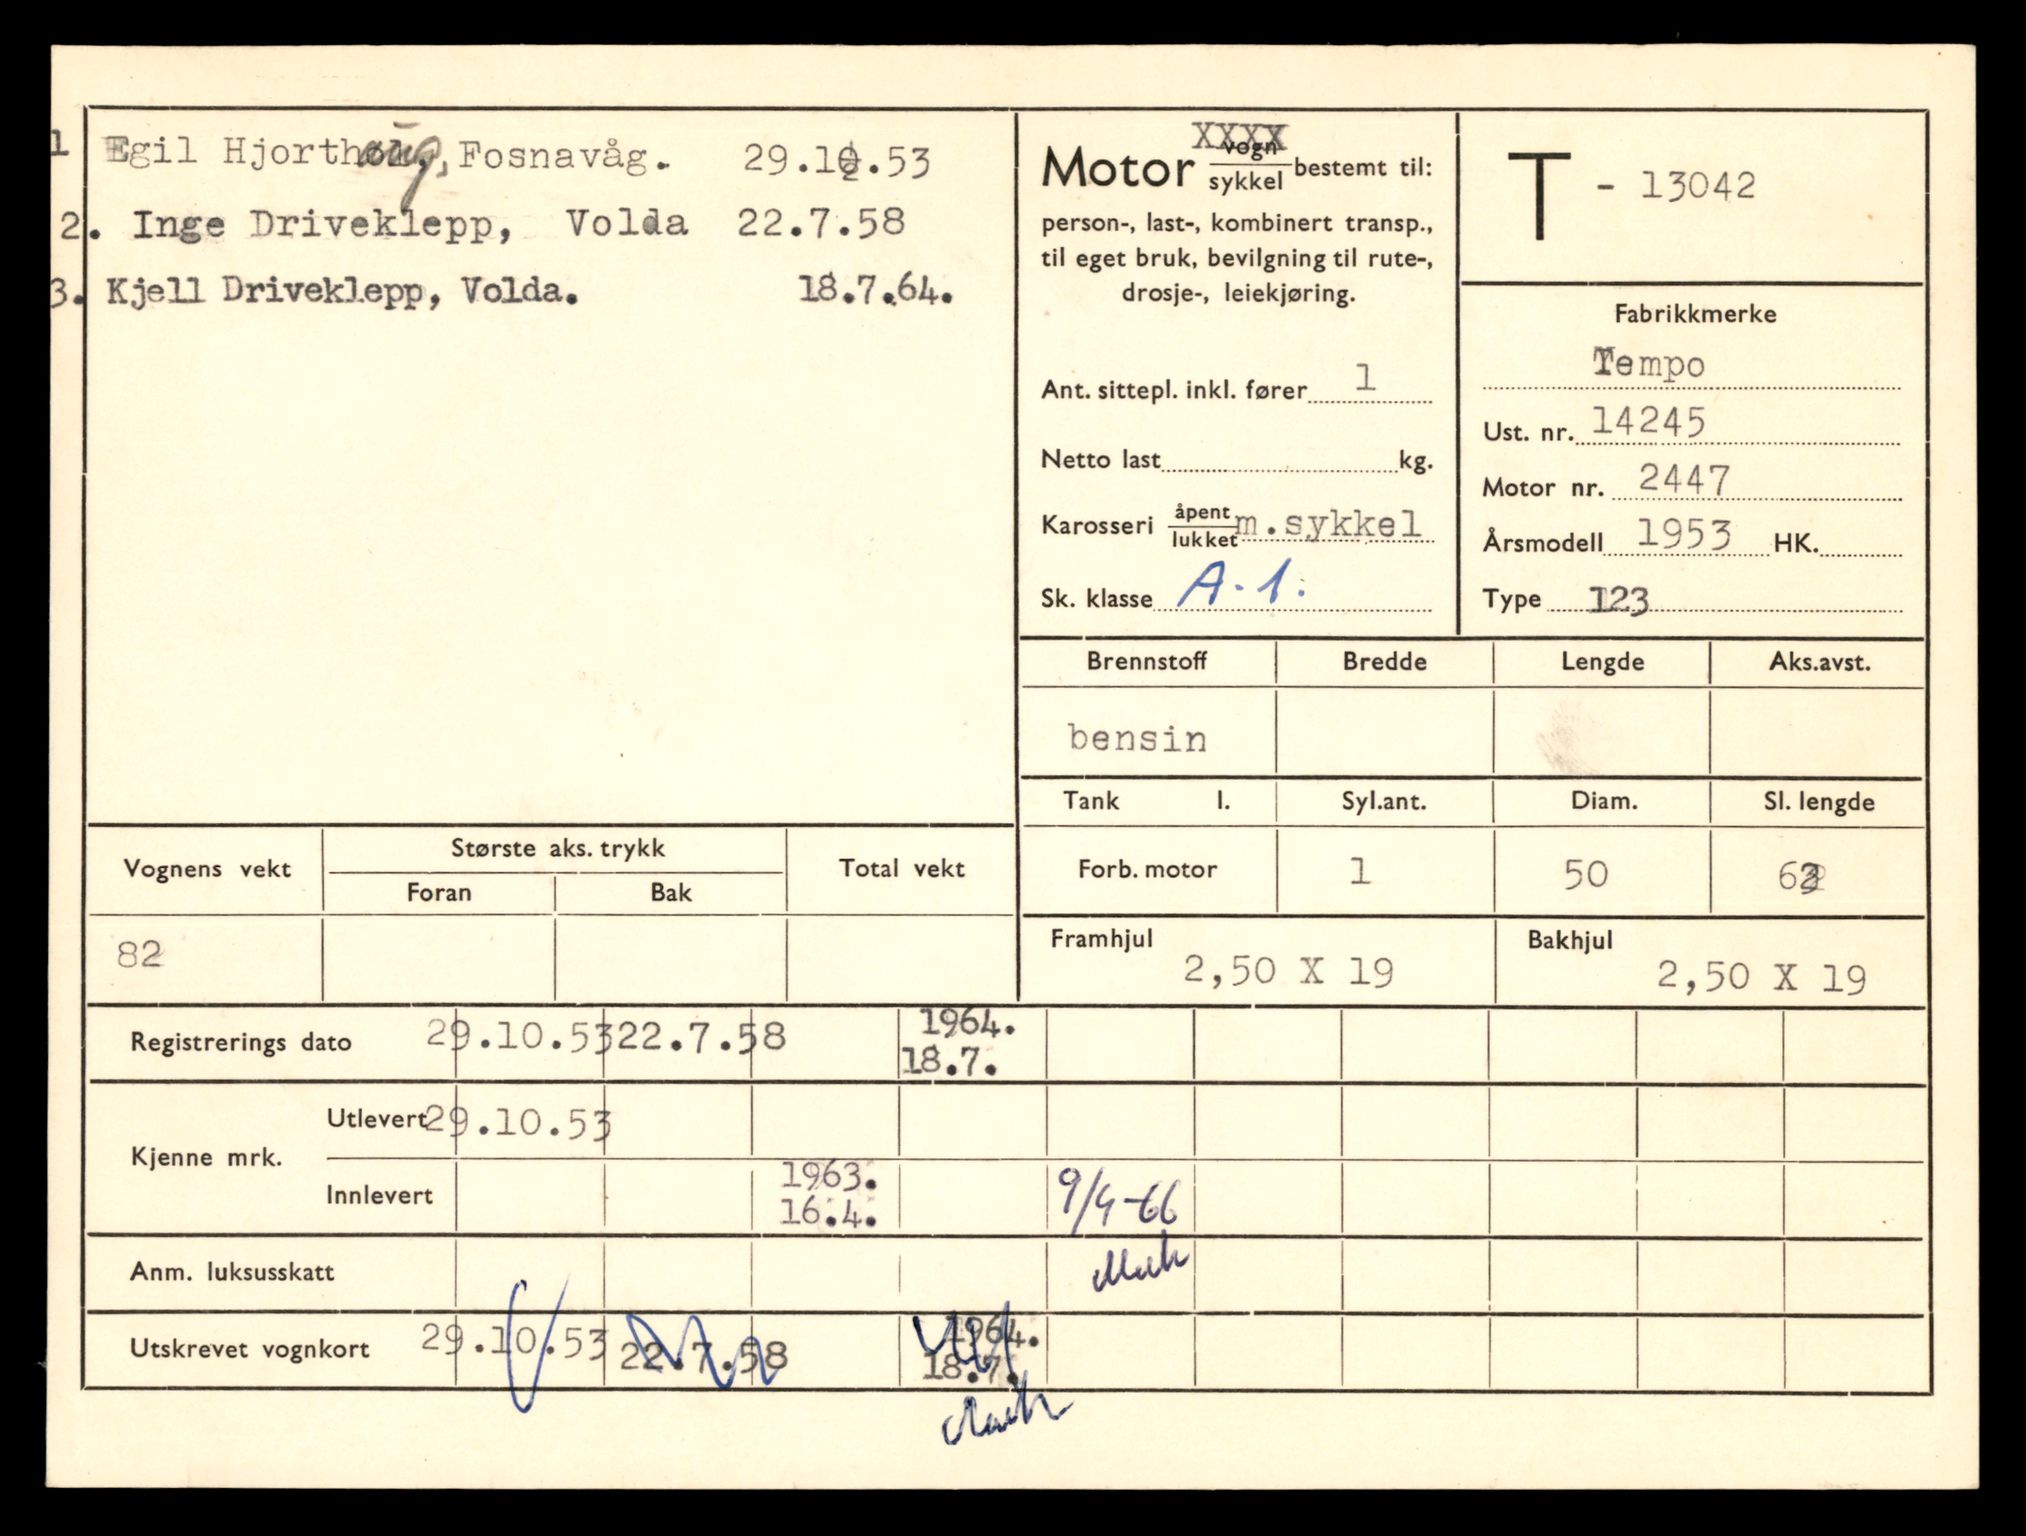 1 Egil Hjorthaug, Fosnavåg. 29.10.53
2. Inge Driveklepp, Volda 22.7.58
3. Kjell Driveklepp, Volda. 18.7.64.
XXXX
Motor vogn/sykkel bestemt til:
person-, last-, kombinert transp.,
til eget bruk, bevilgning til rute-,
drosje-, leiekjøring.
Ant. sittepl. inkl. fører 1
Netto last kg.
Karosseri åpent/lukket m.sykkel
Sk. klasse A-1.
T - 13042
Fabrikkmerke
Tempo
Ust. nr. 14245
Motor nr. 2447
Årsmodell 1953 HK.
Type 123
Brennstoff Bredde Lengde Aks.avst.
bensin
Tank l. Syl.ant. Diam. Sl. lengde
Forb. motor 1 50
Framhjul Bakhjul
2,50 X 19 2,50 X 19
Vognens vekt Største aks. trykk Total vekt
Foran Bak
82
Registrerings dato 29.10.53 22.7.58 1964.
18.7.
Kjenne mrk.
Utlevert 29.10.53
Innlevert 1963.
16.4.
9/4-66
Anm. luksusskatt
Utskrevet vognkort 29.10.53 22.7.58 1964.
18.7.